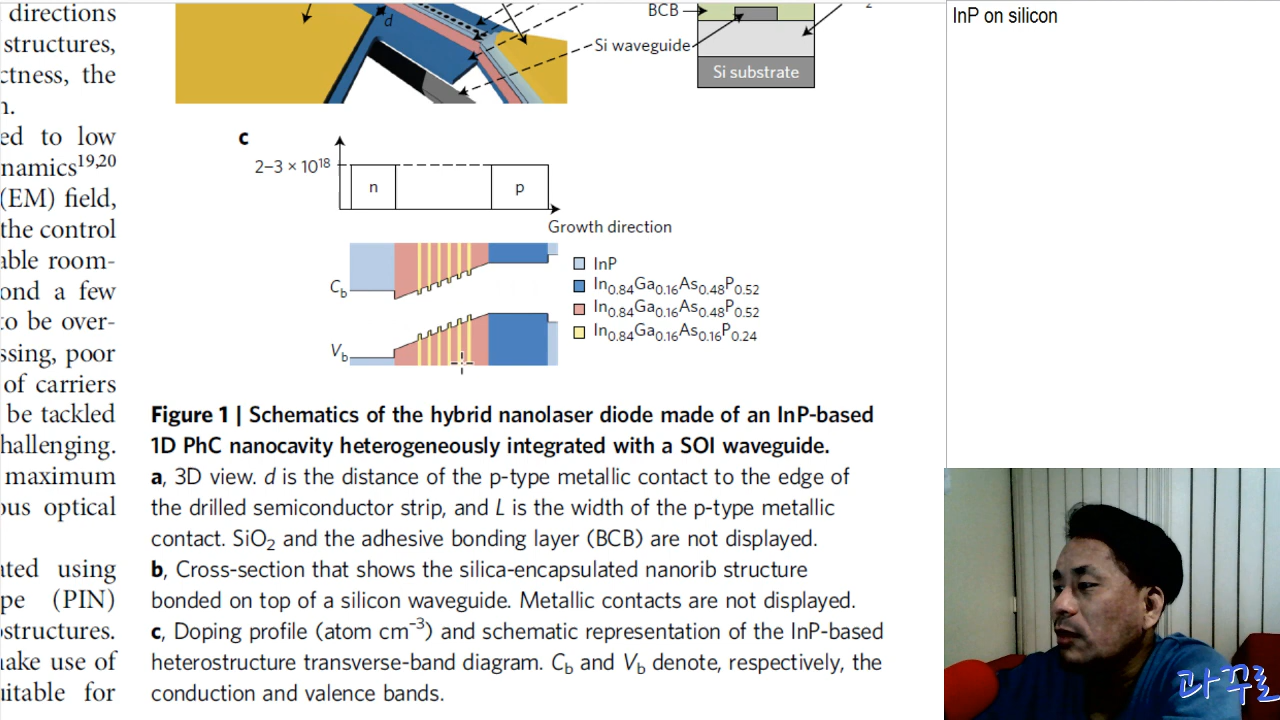 directions
structures,
ctness, the
n.
ed to low
namics19,20
(EM) field,
the control
able room-
ond a few
to be over-
ssing, poor
of carriers
be tackled
hallenging.
maximum
ous optical
ated using
pe (PIN)
ostructures.
ake use of
itable for
d
Si waveguide
BCB
2
Si substrate
c
2–3 × 10^18
n
p
Growth direction
Cb
Vb
InP
In0.84Ga0.16As0.48P0.52
In0.84Ga0.16As0.48P0.52
In0.84Ga0.16As0.16P0.24
Figure 1 | Schematics of the hybrid nanolaser diode made of an InP-based
1D PhC nanocavity heterogeneously integrated with a SOI waveguide.
a, 3D view. d is the distance of the p-type metallic contact to the edge of
the drilled semiconductor strip, and L is the width of the p-type metallic
contact. SiO2 and the adhesive bonding layer (BCB) are not displayed.
b, Cross-section that shows the silica-encapsulated nanorib structure
bonded on top of a silicon waveguide. Metallic contacts are not displayed.
c, Doping profile (atom cm−3) and schematic representation of the InP-based
heterostructure transverse-band diagram. Cb and Vb denote, respectively, the
conduction and valence bands.
InP on silicon
과꾸로